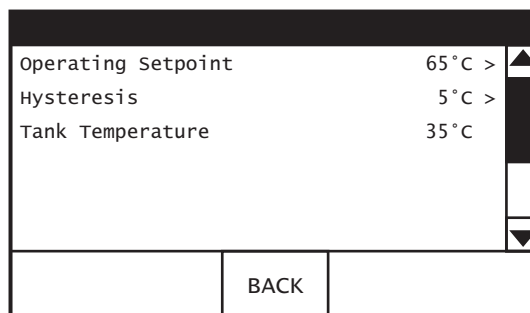 Operating Setpoint 65°C >
Hysteresis 5°C >
Tank Temperature 35°C
BACK